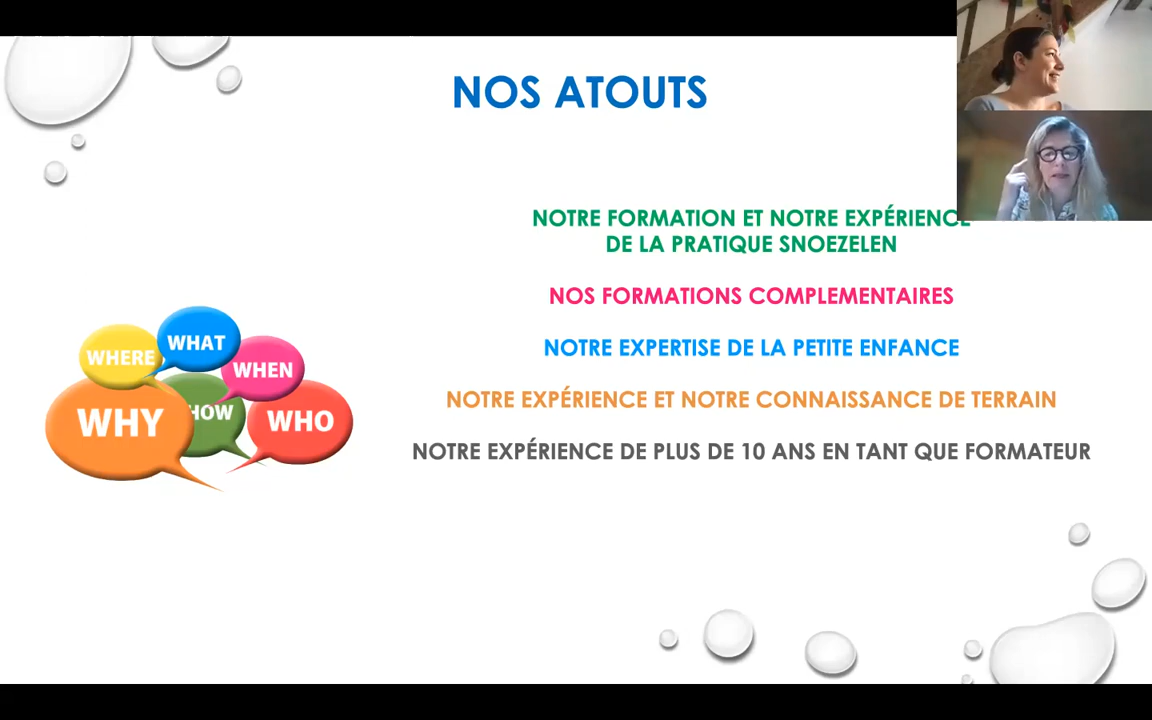 NOS ATOUTS
NOTRE FORMATION ET NOTRE EXPÉRIENCE
DE LA PRATIQUE SNOEZELEN
NOS FORMATIONS COMPLEMENTAIRES
NOTRE EXPERTISE DE LA PETITE ENFANCE
NOTRE EXPÉRIENCE ET NOTRE CONNAISSANCE DE TERRAIN
NOTRE EXPÉRIENCE DE PLUS DE 10 ANS EN TANT QUE FORMATEUR
WHERE
WHAT
WHEN
WHY
HOW
WHO